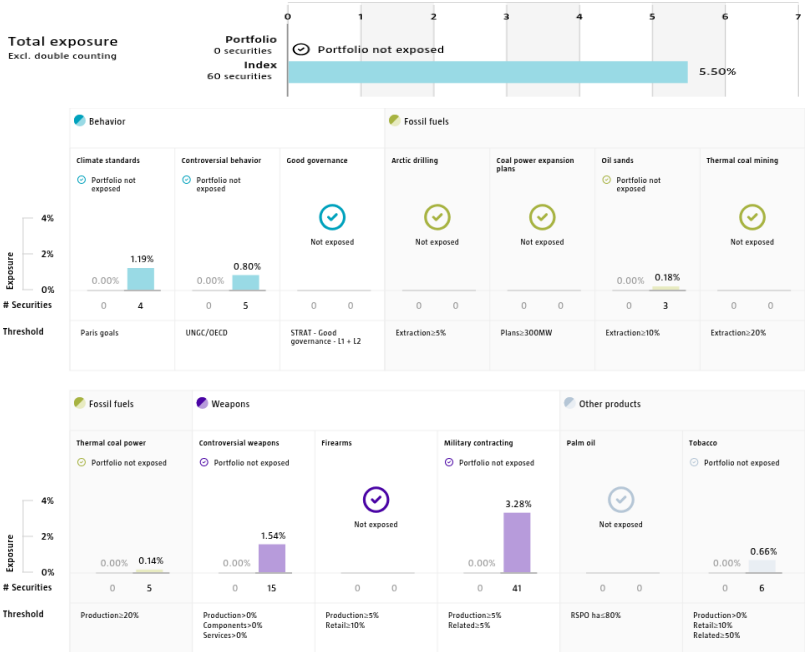 0 1 2 3 4 5 6 7
Total exposure
Excl. double counting
Portfolio
0 securities
Portfolio not exposed
Index
60 securities
5.50%
Behavior
Fossil fuels
Climate standards
Controversial behavior
Good governance
Arctic drilling
Coal power expansion
plans
Oil sands
Thermal coal mining
Portfolio not
exposed
Portfolio not
exposed
Portfolio not
exposed
Not exposed
Not exposed
Not exposed
Not exposed
Exposure
4%
2%
0%
0.00% 1.19%
0.00% 0.80%
0.00% 0.18%
# Securities 0 4 0 5 0 0 0 0 0 0 0 3 0 0
Threshold
Paris goals
UNGC/OECD
STRAT - Good
governance - L1 + L2
Extraction≥5%
Plans≥300MW
Extraction≥10%
Extraction≥20%
Fossil fuels
Weapons
Other products
Thermal coal power
Controversial weapons
Firearms
Military contracting
Palm oil
Tobacco
Portfolio not exposed
Portfolio not exposed
Portfolio not exposed
Portfolio not exposed
Not exposed
Not exposed
Exposure
4%
2%
0%
0.00% 0.14%
0.00% 1.54%
0.00% 3.28%
0.00% 0.66%
# Securities 0 5 0 15 0 0 0 41 0 0 0 6
Threshold
Production≥20%
Production>0%
Components>0%
Services>0%
Production≥5%
Retail≥10%
Production≥5%
Related≥5%
RSPO ha≤80%
Production>0%
Retail≥10%
Related≥50%